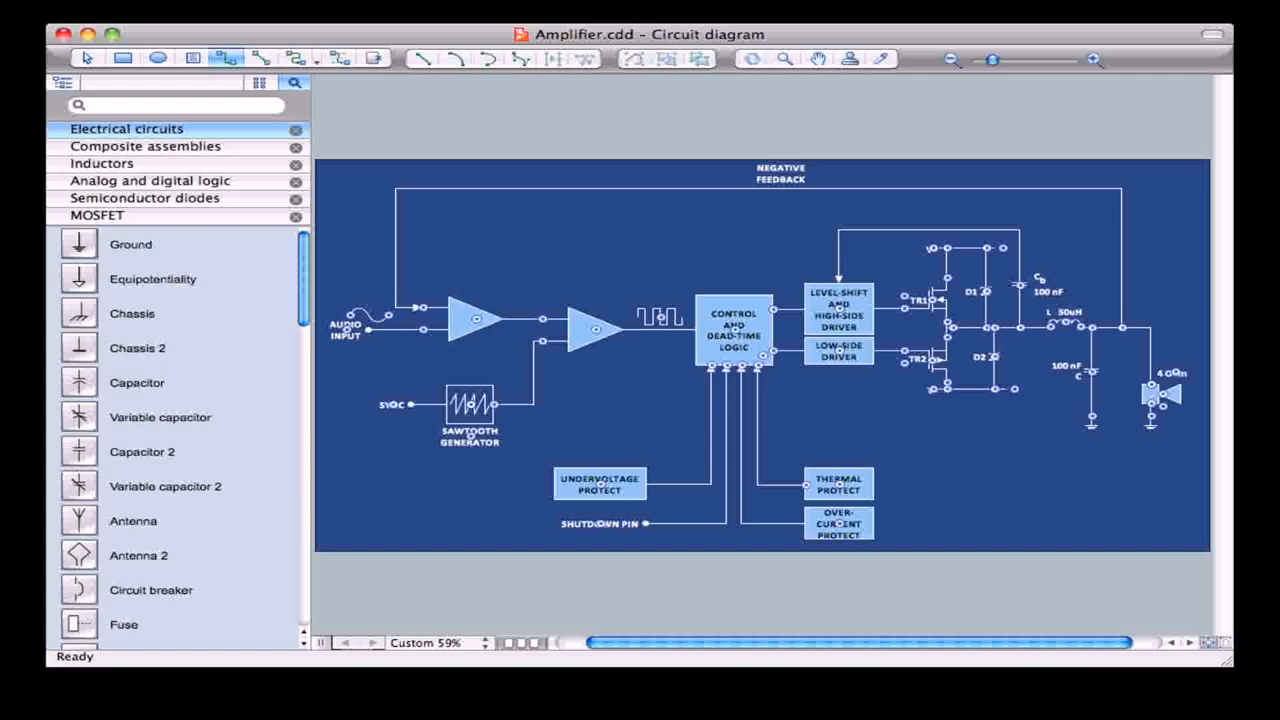 Amplifier.cdd - Circuit diagram
Electrical circuits
Composite assemblies
Inductors
Analog and digital logic
Semiconductor diodes
MOSFET
Ground
Equipotentiality
Chassis
Chassis 2
Capacitor
Variable capacitor
Capacitor 2
Variable capacitor 2
Antenna
Antenna 2
Circuit breaker
Fuse
NEGATIVE
FEEDBACK
AUDIO
INPUT
SAWTOOTH
GENERATOR
CONTROL
AND
DEAD-TIME
LOGIC
LEVEL-SHIFT
AND
HIGH-SIDE
DRIVER
LOW-SIDE
DRIVER
TR1
TR2
D1
D2
Cb
100 nF
L 50uH
100 nF
C
UNDERVOLTAGE
PROTECT
SHUTDOWN PIN
THERMAL
PROTECT
OVER-
CURRENT
PROTECT
Custom 59%
Ready